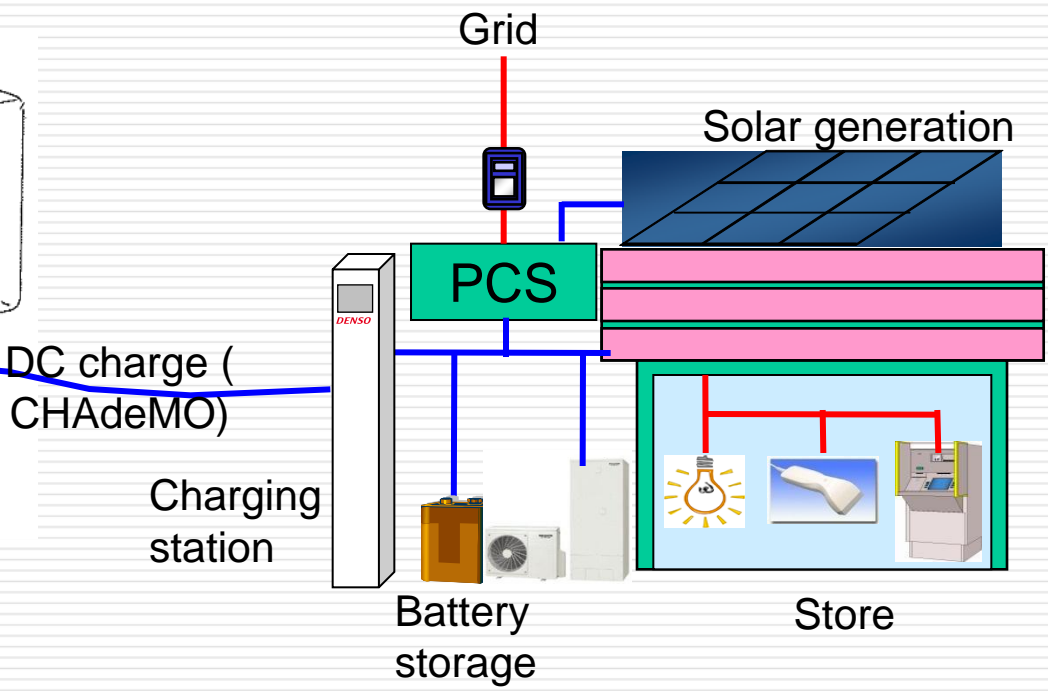 Grid
Solar generation
PCS
DENSO
DC charge (
CHAdeMO)
Charging
station
Battery
storage
Store